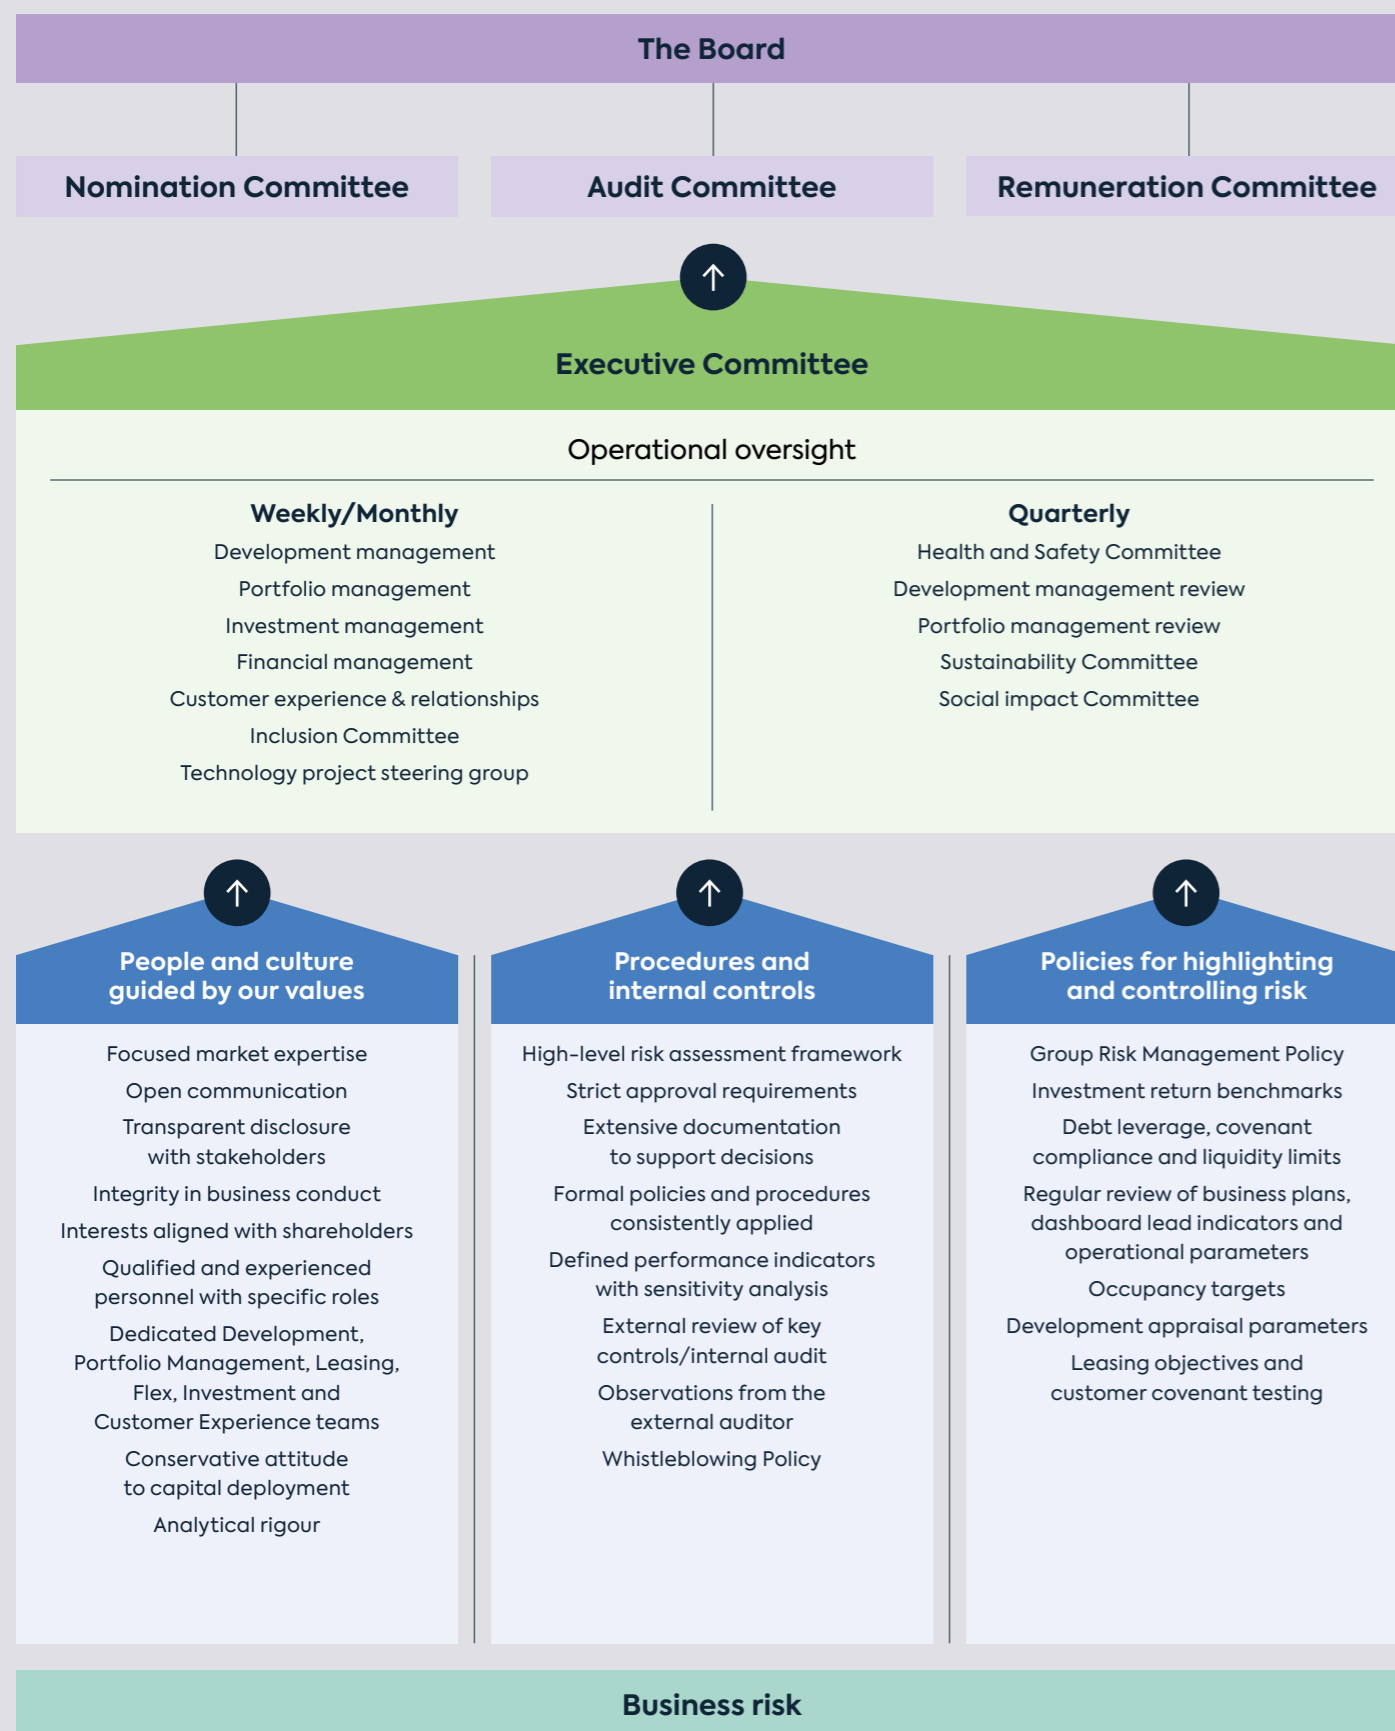 The Board
Nomination Committee
Audit Committee
Remuneration Committee
Executive Committee
Operational oversight
Weekly/Monthly
Development management
Portfolio management
Investment management
Financial management
Customer experience & relationships
Inclusion Committee
Technology project steering group
Quarterly
Health and Safety Committee
Development management review
Portfolio management review
Sustainability Committee
Social impact Committee
People and culture
guided by our values
Focused market expertise
Open communication
Transparent disclosure
with stakeholders
Integrity in business conduct
Interests aligned with shareholders
Qualified and experienced
personnel with specific roles
Dedicated Development,
Portfolio Management, Leasing,
Flex, Investment and
Customer Experience teams
Conservative attitude
to capital deployment
Analytical rigour
Procedures and
internal controls
High-level risk assessment framework
Strict approval requirements
Extensive documentation
to support decisions
Formal policies and procedures
consistently applied
Defined performance indicators
with sensitivity analysis
External review of key
controls/internal audit
Observations from the
external auditor
Whistleblowing Policy
Policies for highlighting
and controlling risk
Group Risk Management Policy
Investment return benchmarks
Debt leverage, covenant
compliance and liquidity limits
Regular review of business plans,
dashboard lead indicators and
operational parameters
Occupancy targets
Development appraisal parameters
Leasing objectives and
customer covenant testing
Business risk